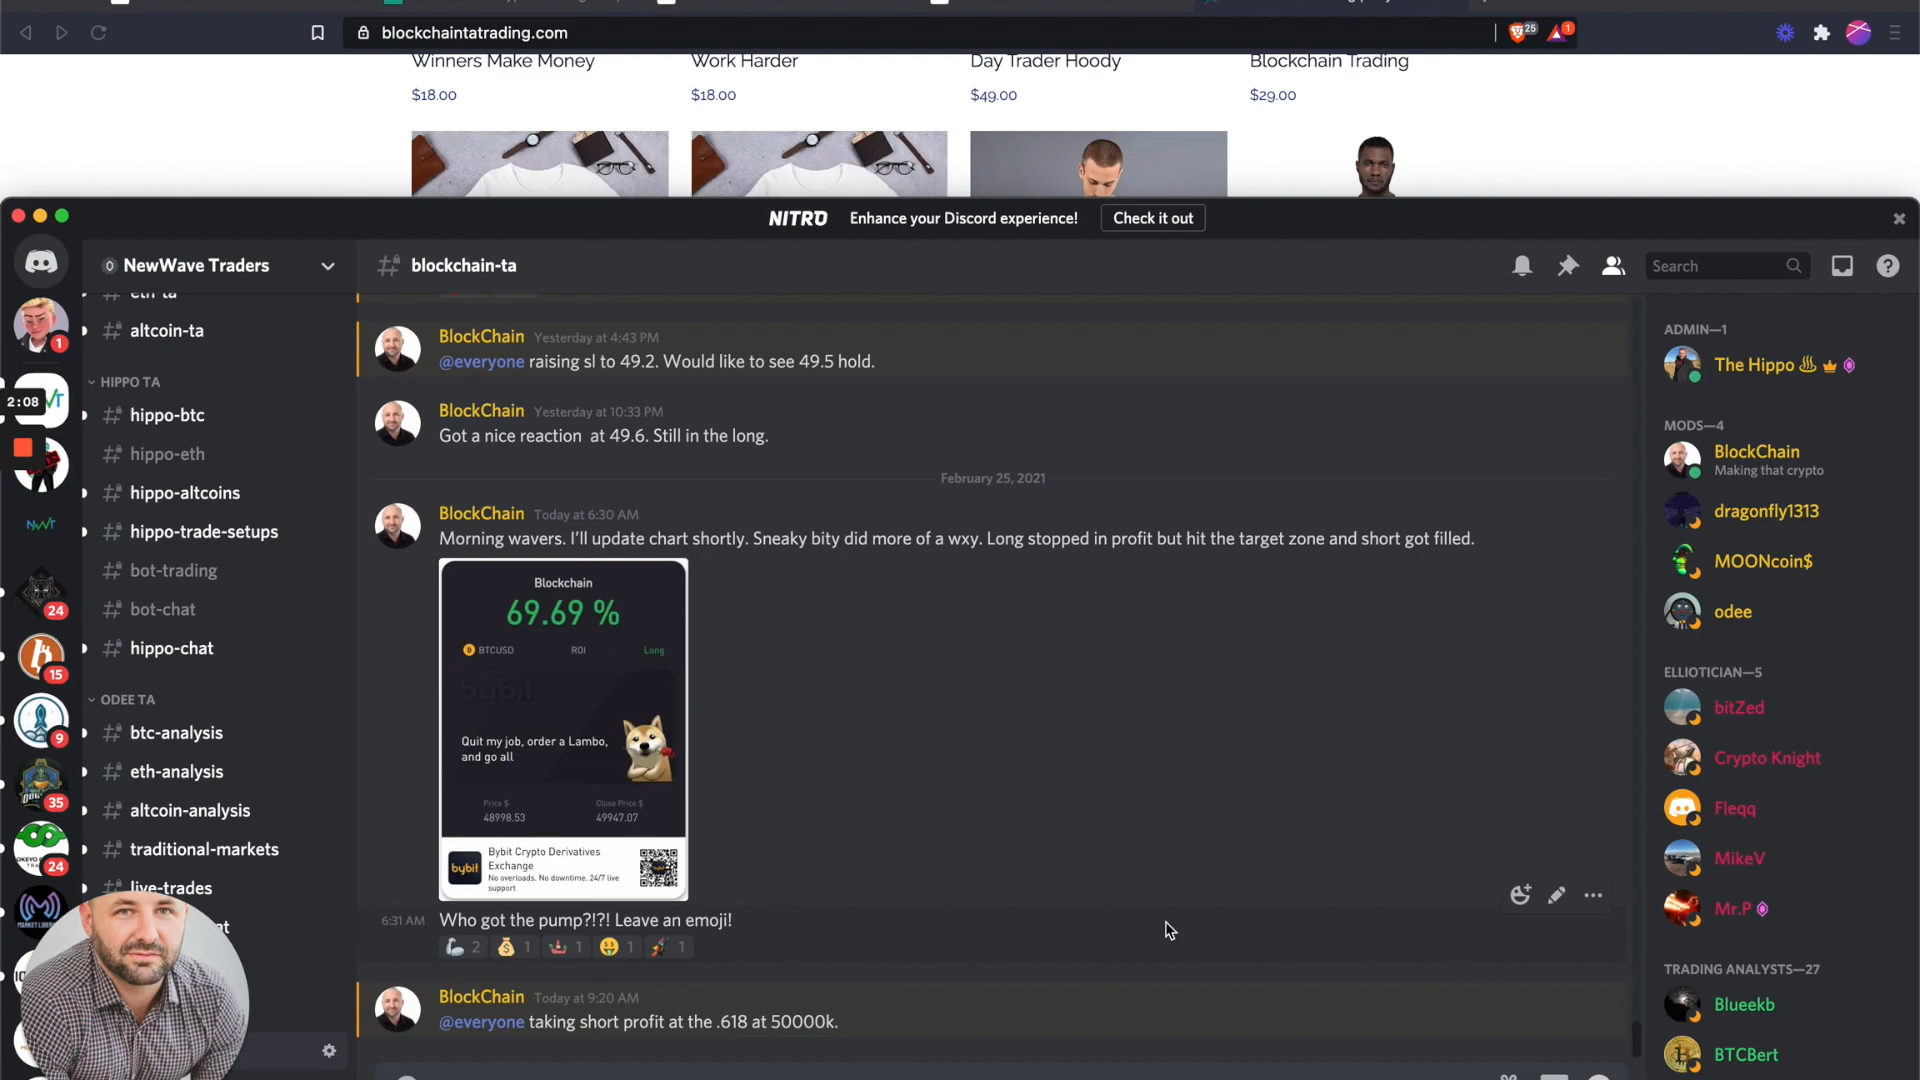 blockchaintatrading.com
25
1
Winners Make Money
Work Harder
Day Trader Hoody
Blockchain Trading
$18.00
$18.00
$49.00
$29.00
NITRO
Enhance your Discord experience!
Check it out
NewWave Traders
blockchain-ta
Search
eth-ta
altcoin-ta
HIPPO TA
hippo-btc
hippo-eth
hippo-altcoins
hippo-trade-setups
bot-trading
bot-chat
hippo-chat
ODEE TA
btc-analysis
eth-analysis
altcoin-analysis
traditional-markets
live-trades
1
2:08
NWT
24
15
9
35
24
BlockChain Yesterday at 4:43 PM
@everyone raising sl to 49.2. Would like to see 49.5 hold.
BlockChain Yesterday at 10:33 PM
Got a nice reaction at 49.6. Still in the long.
February 25, 2021
BlockChain Today at 6:30 AM
Morning wavers. I'll update chart shortly. Sneaky bity did more of a wxy. Long stopped in profit but hit the target zone and short got filled.
Blockchain
69.69 %
BTCUSD ROI Long
bybit
Quit my job, order a Lambo,
and go all
Price $ Close Price $
48998.53 49947.07
bybit
Bybit Crypto Derivatives
Exchange
No overloads. No downtime. 24/7 live
support
6:31 AM Who got the pump?!?! Leave an emoji!
2 1 1 1 1
BlockChain Today at 9:20 AM
@everyone taking short profit at the .618 at 50000k.
ADMIN—1
The Hippo
MODS—4
BlockChain
Making that crypto
dragonfly1313
MOONcoin$
odee
ELLIOTICIAN—5
bitZed
Crypto Knight
Fleqq
MikeV
Mr.P
TRADING ANALYSTS—27
Blueekb
BTCBert